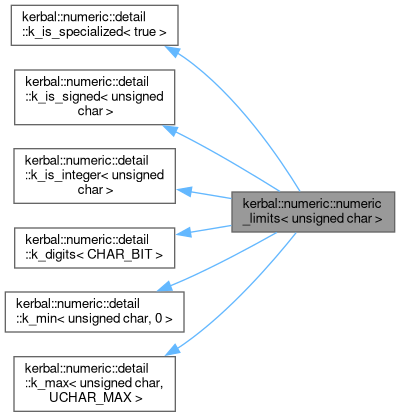 kerbal::numeric::detail
::k_is_specialized< true >
kerbal::numeric::detail
::k_is_signed< unsigned
char >
kerbal::numeric::detail
::k_is_integer< unsigned
char >
kerbal::numeric::numeric
_limits< unsigned char >
kerbal::numeric::detail
::k_digits< CHAR_BIT >
kerbal::numeric::detail
::k_min< unsigned char, 0 >
kerbal::numeric::detail
::k_max< unsigned char,
UCHAR_MAX >